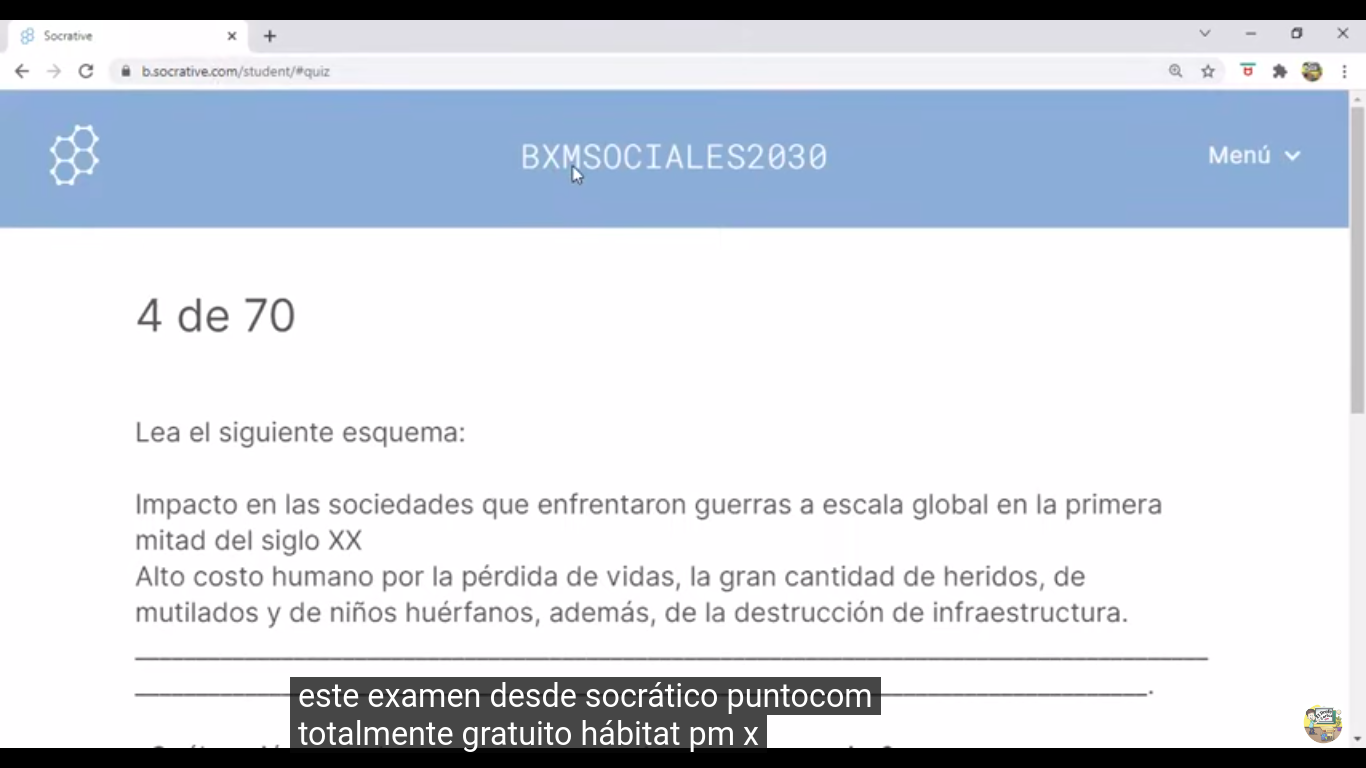 Socrative
b.socrative.com/student/#quiz
BXMSOCIALES2030
Menú
4 de 70
Lea el siguiente esquema:
Impacto en las sociedades que enfrentaron guerras a escala global en la primera
mitad del siglo XX
Alto costo humano por la pérdida de vidas, la gran cantidad de heridos, de
mutilados y de niños huérfanos, además, de la destrucción de infraestructura.
este examen desde socrático puntocom
totalmente gratuito hábitat pm x